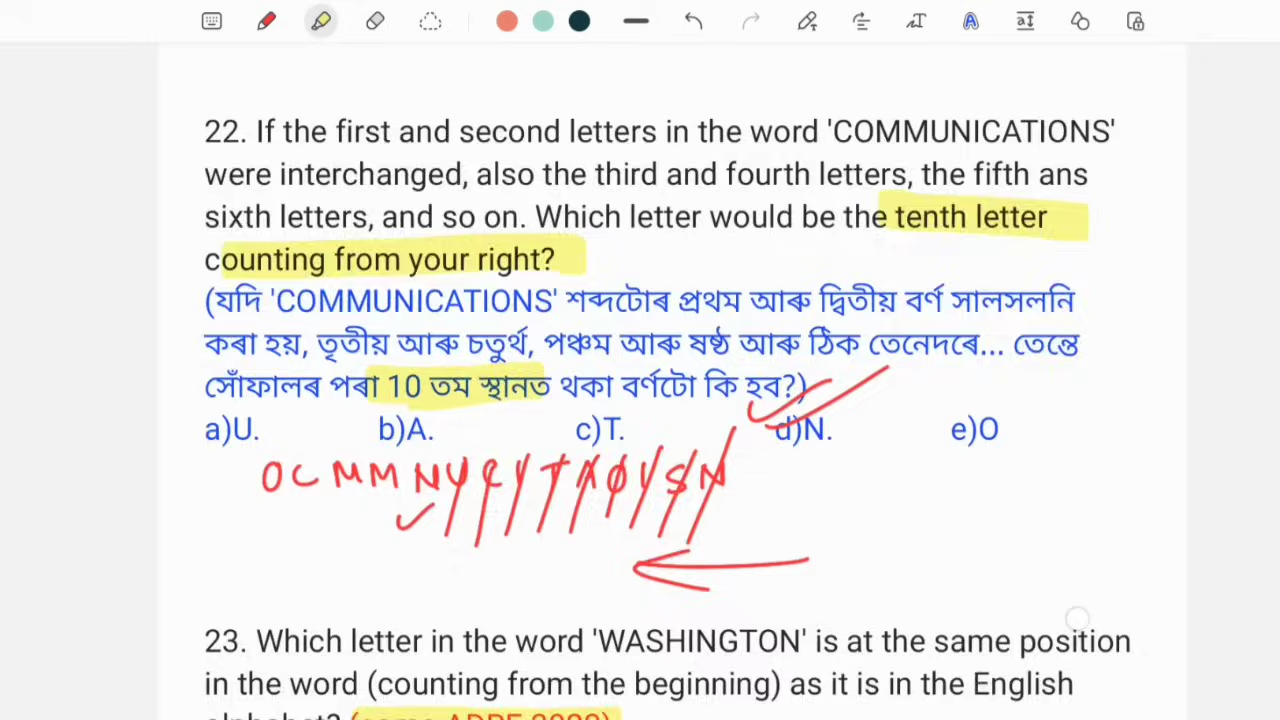 22. If the first and second letters in the word 'COMMUNICATIONS'
were interchanged, also the third and fourth letters, the fifth ans
sixth letters, and so on. Which letter would be the tenth letter
counting from your right?
(যদি 'COMMUNICATIONS' শব্দটোৰ প্ৰথম আৰু দ্বিতীয় বৰ্ণ সালসলনি
কৰা হয়, তৃতীয় আৰু চতুৰ্থ, পঞ্চম আৰু ষষ্ঠ আৰু ঠিক তেনেদৰে... তেন্তে
সোঁফালৰ পৰা 10 তম স্থানত থকা বৰ্ণটো কি হব?)
a)U. b)A. c)T. d)N. e)O
O C M M N U C I T A O I S N
23. Which letter in the word 'WASHINGTON' is at the same position
in the word (counting from the beginning) as it is in the English